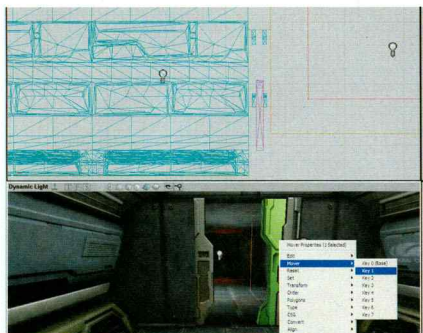 Dynamic Light
Mover Properties (1 Selected)
Edit
Mover
Reset
Set
Transform
Order
Polygons
Type
CSG
Convert
Align
Key 0 (Base)
Key 1
Key 2
Key 3
Key 4
Key 5
Key 6
Key 7